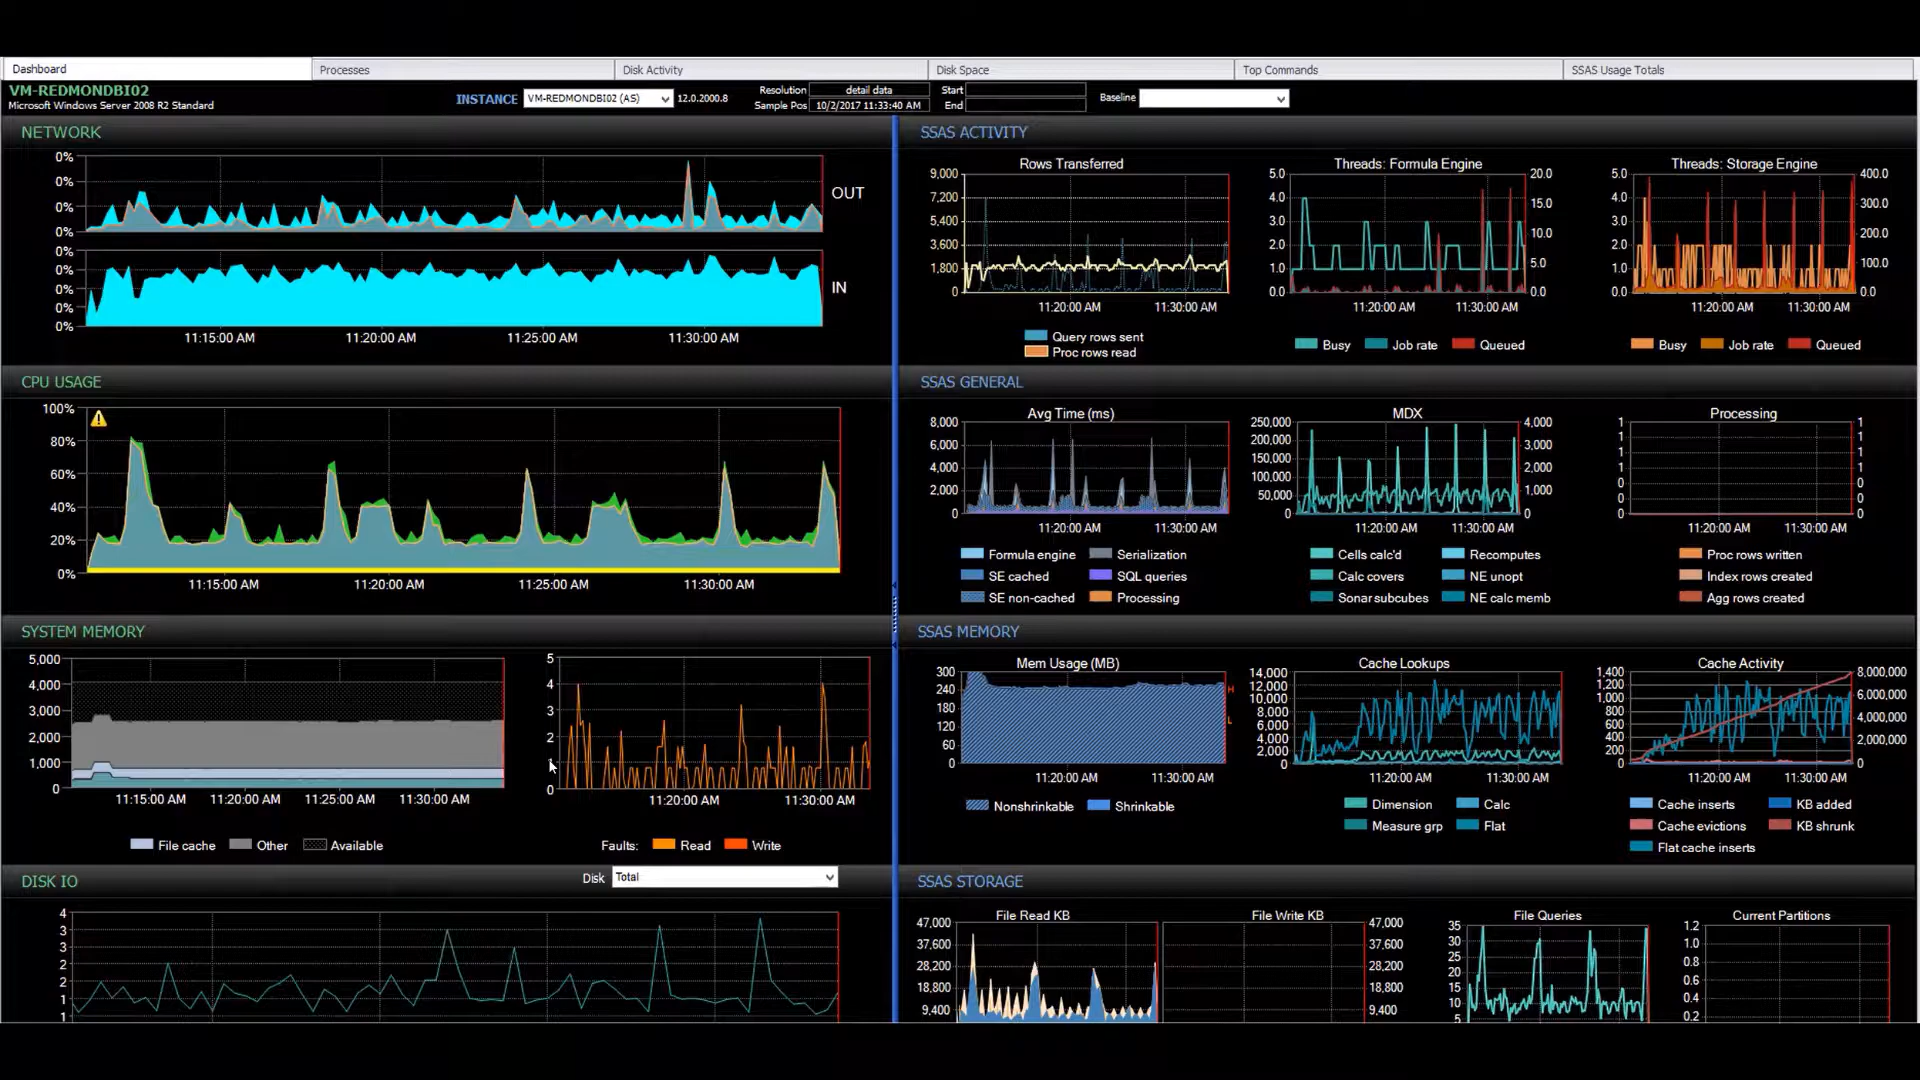 Dashboard
Processes
Disk Activity
Disk Space
Top Commands
SSAS Usage Totals
VM-REDMONDBI02
Microsoft Windows Server 2008 R2 Standard
INSTANCE VM-REDMONDBI02 (AS) 12.0.2000.8
Resolution detail data
Sample Pos 10/2/2017 11:33:40 AM
Start
End
Baseline
NETWORK
0%
0%
0%
0%
OUT
0%
0%
0%
0%
IN
11:15:00 AM 11:20:00 AM 11:25:00 AM 11:30:00 AM
CPU USAGE
100%
80%
60%
40%
20%
0%
11:15:00 AM 11:20:00 AM 11:25:00 AM 11:30:00 AM
SYSTEM MEMORY
5,000
4,000
3,000
2,000
1,000
0
11:15:00 AM 11:20:00 AM 11:25:00 AM 11:30:00 AM
File cache Other Available
5
4
3
2
0
11:20:00 AM 11:30:00 AM
Faults: Read Write
DISK IO
Disk Total
4
3
3
2
2
1
1
SSAS ACTIVITY
Rows Transferred
9,000
7,200
5,400
3,600
1,800
0
11:20:00 AM 11:30:00 AM
Query rows sent
Proc rows read
Threads: Formula Engine
5.0 20.0
4.0 15.0
3.0
2.0 10.0
1.0 5.0
0.0 0.0
11:20:00 AM 11:30:00 AM
Busy Job rate Queued
Threads: Storage Engine
5.0 400.0
4.0 300.0
3.0
2.0 200.0
1.0 100.0
0.0 0.0
11:20:00 AM 11:30:00 AM
Busy Job rate Queued
SSAS GENERAL
Avg Time (ms)
8,000
6,000
4,000
2,000
0
11:20:00 AM 11:30:00 AM
Formula engine Serialization
SE cached SQL queries
SE non-cached Processing
MDX
250,000 4,000
200,000 3,000
150,000
100,000 2,000
50,000 1,000
0 0
11:20:00 AM 11:30:00 AM
Cells calc'd Recomputes
Calc covers NE unopt
Sonar subcubes NE calc memb
Processing
1 1
1 1
1 1
1 1
0 0
0 0
0 0
11:20:00 AM 11:30:00 AM
Proc rows written
Index rows created
Agg rows created
SSAS MEMORY
Mem Usage (MB)
300
240
180
120
60
0
H
L
11:20:00 AM 11:30:00 AM
Nonshrinkable Shrinkable
Cache Lookups
14,000
12,000
10,000
8,000
6,000
4,000
2,000
0
11:20:00 AM 11:30:00 AM
Dimension Calc
Measure grp Flat
Cache Activity
1,400 8,000,000
1,200
1,000 6,000,000
800
600 4,000,000
400
200 2,000,000
0 0
11:20:00 AM 11:30:00 AM
Cache inserts KB added
Cache evictions KB shrunk
Flat cache inserts
SSAS STORAGE
File Read KB
47,000
37,600
28,200
18,800
9,400
File Write KB
47,000
37,600
28,200
18,800
9,400
File Queries
35
30
25
20
15
10
5
Current Partitions
1.2
1.0
0.8
0.6
0.4
0.2